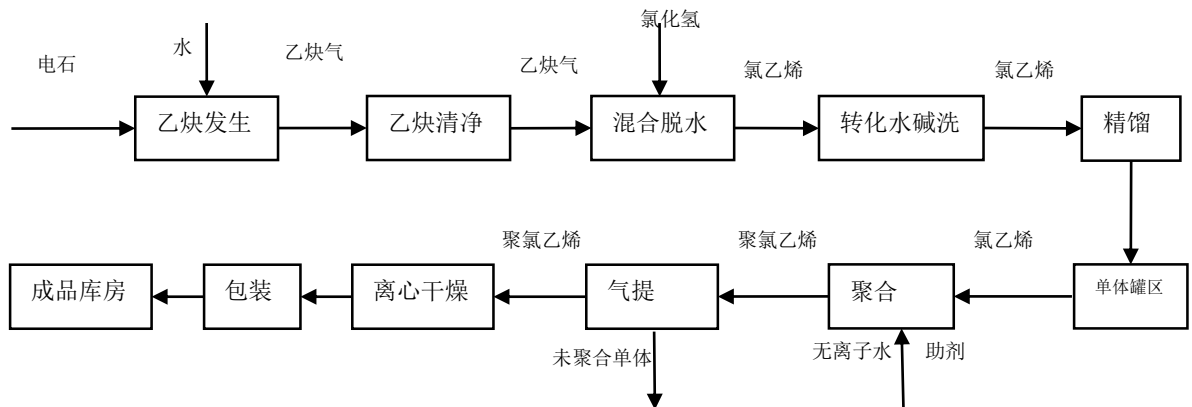 氯化氢
水
乙炔气
电石
乙炔气
氯乙烯
氯乙烯
乙炔发生
乙炔清净
混合脱水
转化水碱洗
精馏
聚氯乙烯
聚氯乙烯
氯乙烯
成品库房
包装
离心干燥
气提
聚合
单体罐区
未聚合单体
无离子水
助剂